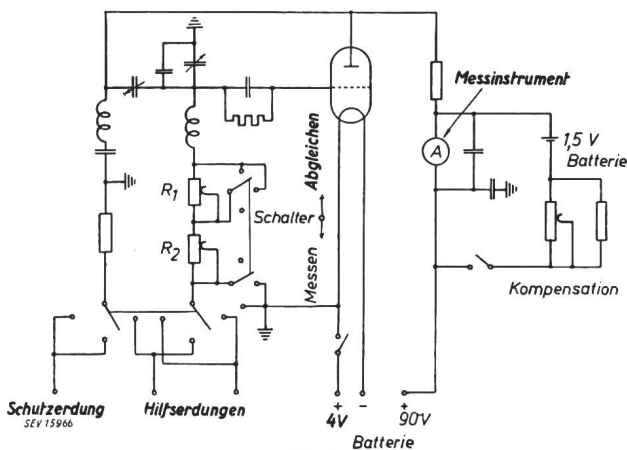 Messinstrument
1,5 V
Batterie
A
Abgleichen
R1
Schalter
R2
Messen
Kompensation
Schutzerdung
SEV 15966
Hilfserdungen
+ − +
4V 90V
Batterie